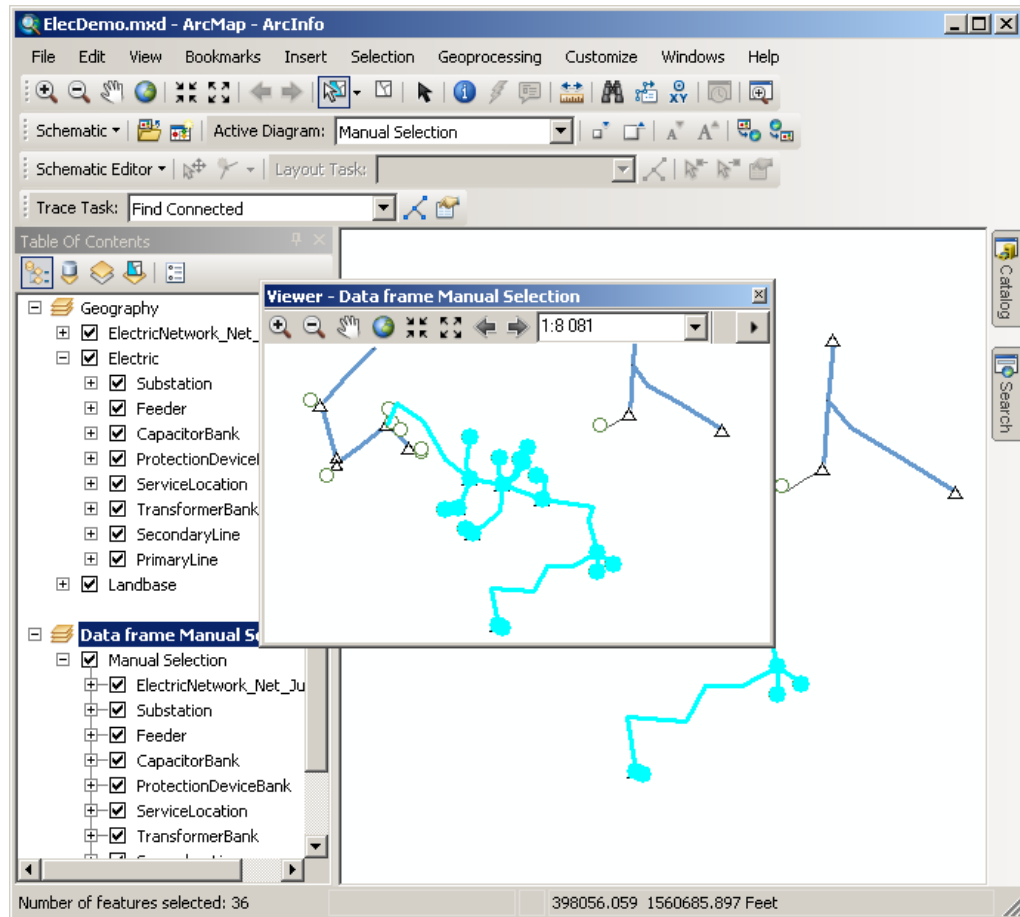 ElecDemo.mxd - ArcMap - ArcInfo
File Edit View Bookmarks Insert Selection Geoprocessing Customize Windows Help
XY
Schematic Active Diagram: Manual Selection A A
Schematic Editor Layout Task:
Trace Task: Find Connected
Table Of Contents
Catalog
Search
Geography
ElectricNetwork_Net_
Electric
Substation
Feeder
CapacitorBank
ProtectionDeviceB
ServiceLocation
TransformerBank
SecondaryLine
PrimaryLine
Landbase
Data frame Manual Se
Manual Selection
ElectricNetwork_Net_Ju
Substation
Feeder
CapacitorBank
ProtectionDeviceBank
ServiceLocation
TransformerBank
Viewer - Data frame Manual Selection
1:8 081
Number of features selected: 36
398056.059 1560685.897 Feet